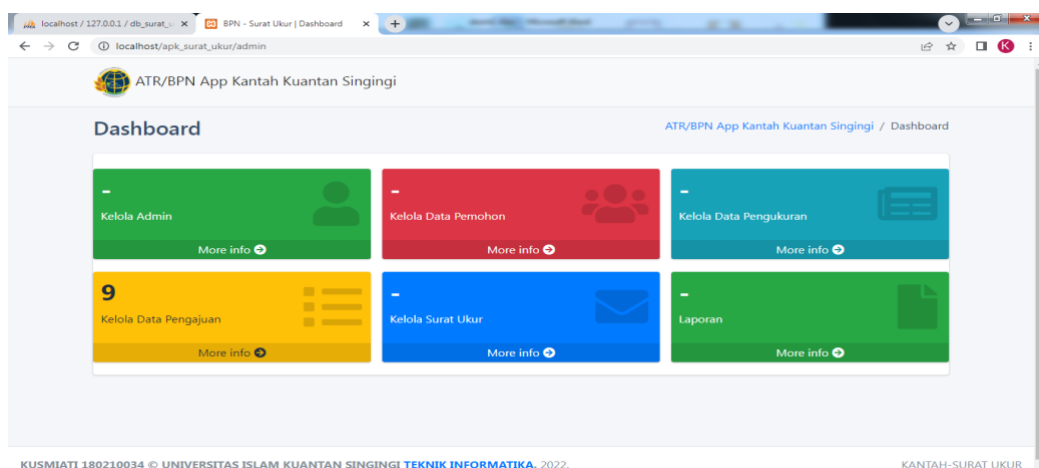 localhost / 127.0.0.1 / db_surat_u
BPN - Surat Ukur | Dashboard
localhost/apk_surat_ukur/admin
K
ATR/BPN App Kantah Kuantan Singingi
Dashboard
ATR/BPN App Kantah Kuantan Singingi / Dashboard
- - -
Kelola Admin Kelola Data Pemohon Kelola Data Pengukuran
More info More info More info
9 - -
Kelola Data Pengajuan Kelola Surat Ukur Laporan
More info More info More info
KUSMIATI 180210034 © UNIVERSITAS ISLAM KUANTAN SINGINGI TEKNIK INFORMATIKA. 2022. KANTAH-SURAT UKUR